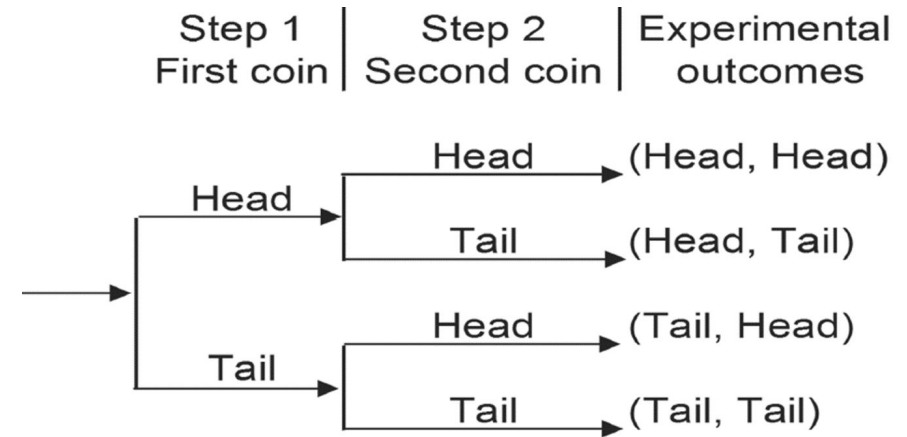 Step 1
First coin
Step 2
Second coin
Experimental
outcomes
Head
(Head, Head)
Head
Tail
(Head, Tail)
Head
(Tail, Head)
Tail
Tail
(Tail, Tail)